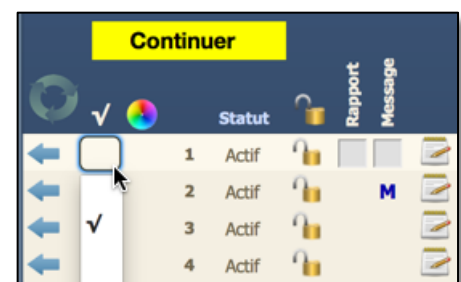 Continuer
√ Statut Rapport Message
1 Actif
2 Actif M
√ 3 Actif
4 Actif